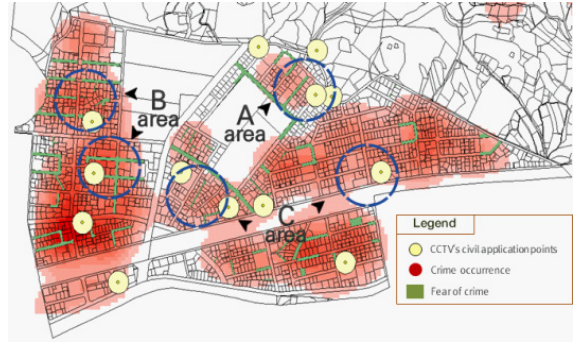 B
area
A
area
C
area
Legend
CCTV's civil application points
Crime occurrence
Fear of crime